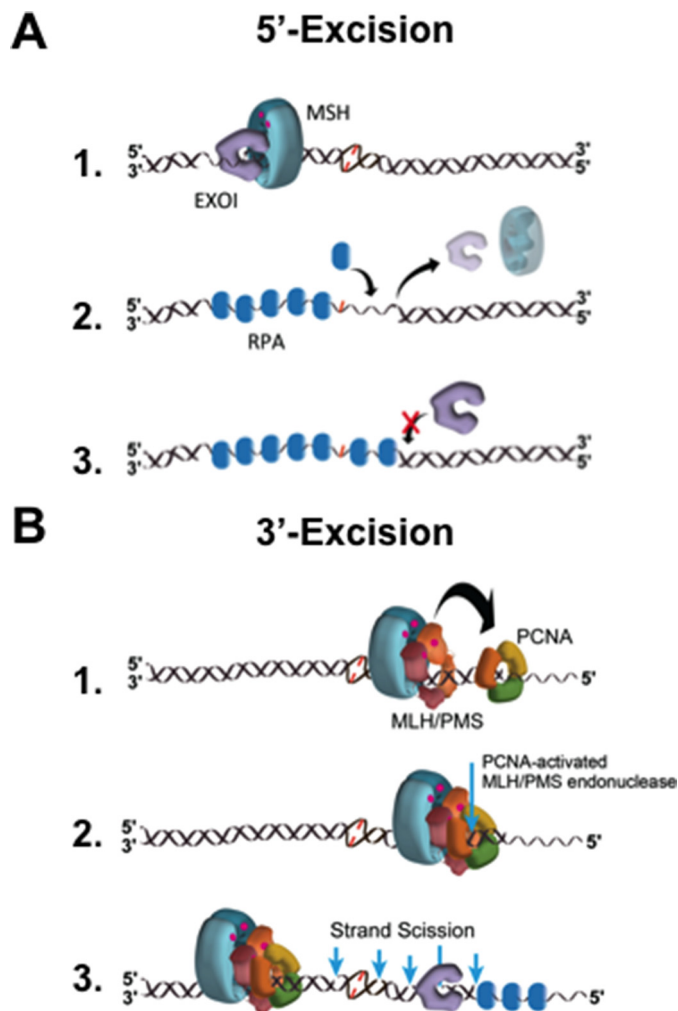 A
5'-Excision
MSH
1.
5'
3'
3'
5'
EXOI
2.
5'
3'
3'
5'
RPA
3.
5'
3'
3'
5'
B
3'-Excision
PCNA
1.
5'
3'
5'
MLH/PMS
PCNA-activated
MLH/PMS endonuclease
2.
5'
3'
5'
Strand Scission
3.
5'
3'
5'